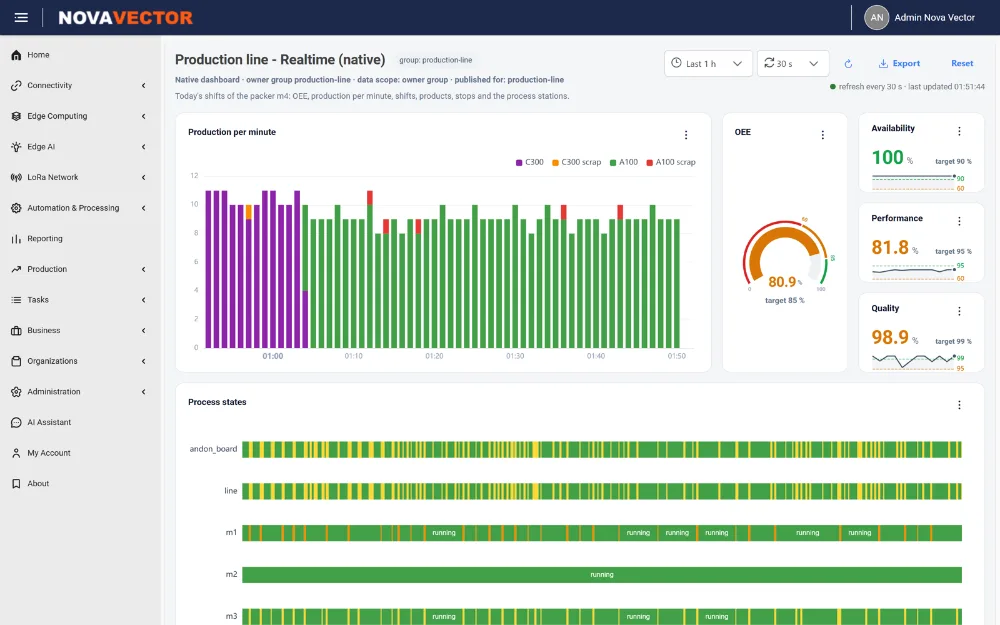 NOVAVECTOR
AN Admin Nova Vector
Home
Connectivity
Edge Computing
Edge AI
LoRa Network
Automation & Processing
Reporting
Production
Tasks
Business
Organizations
Administration
AI Assistant
My Account
About
Production line - Realtime (native) group: production-line
Native dashboard · owner group production-line · data scope: owner group · published for: production-line
Today's shifts of the packer m4: OEE, production per minute, shifts, products, stops and the process stations.
Last 1 h
30 s
Export
Reset
refresh every 30 s · last updated 01:51:44
Production per minute
C300 C300 scrap A100 A100 scrap
12
10
8
6
4
2
0
01:00 01:10 01:20 01:30 01:40 01:50
OEE
60
85
80.9 %
0 100
target 85 %
Availability
100 % target 90 %
90
60
Performance
81.8 % target 95 %
95
60
Quality
98.9 % target 99 %
99
95
Process states
andon_board
line
m1 running running running running running running
m2 running
m3 running running running running